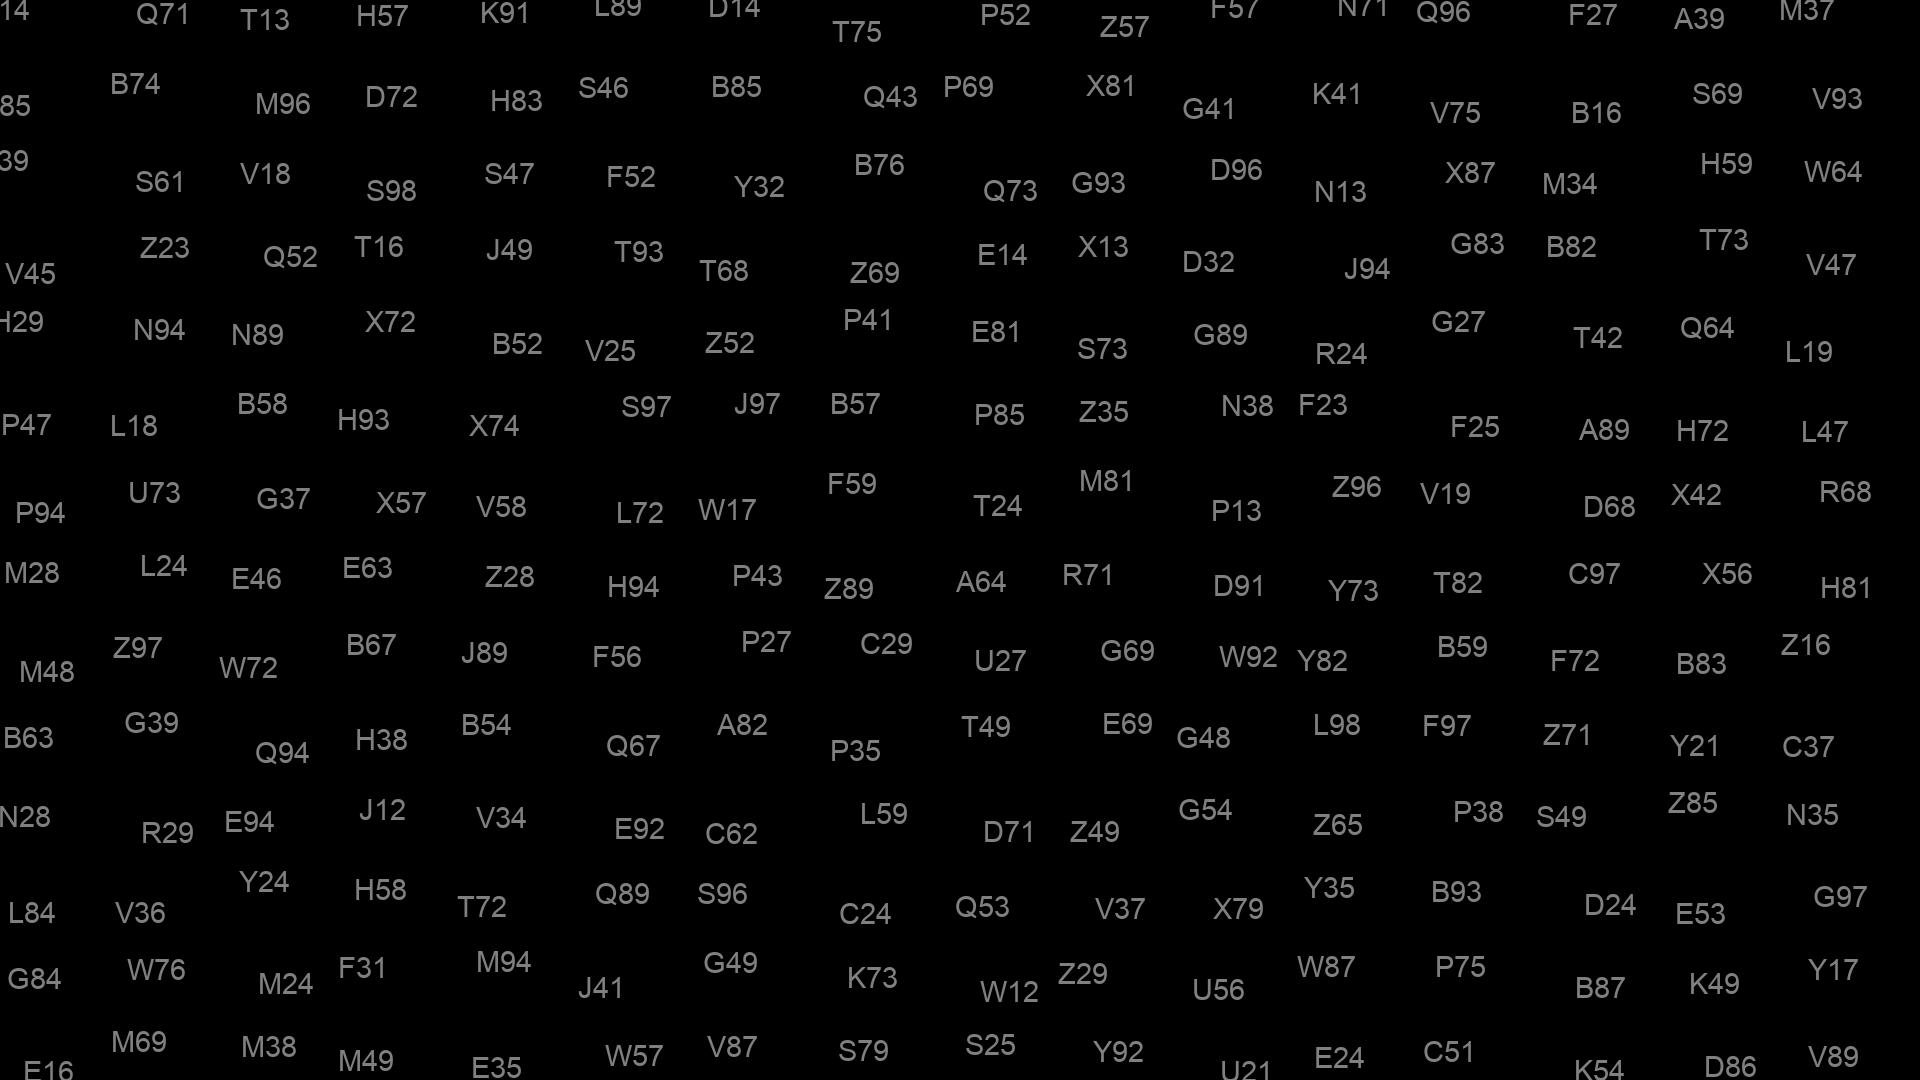 14 Q71 T13 H57 K91 L89 D14 T75 P52 Z57 F57 N71 Q96 F27 A39 M37
85 B74 M96 D72 H83 S46 B85 Q43 P69 X81 G41 K41 V75 B16 S69 V93
39 S61 V18 S98 S47 F52 Y32 B76 Q73 G93 D96 N13 X87 M34 H59 W64
V45 Z23 Q52 T16 J49 T93 T68 Z69 E14 X13 D32 J94 G83 B82 T73 V47
H29 N94 N89 X72 B52 V25 Z52 P41 E81 S73 G89 R24 G27 T42 Q64 L19
P47 L18 B58 H93 X74 S97 J97 B57 P85 Z35 N38 F23 F25 A89 H72 L47
P94 U73 G37 X57 V58 L72 W17 F59 T24 M81 P13 Z96 V19 D68 X42 R68
M28 L24 E46 E63 Z28 H94 P43 Z89 A64 R71 D91 Y73 T82 C97 X56 H81
M48 Z97 W72 B67 J89 F56 P27 C29 U27 G69 W92 Y82 B59 F72 B83 Z16
B63 G39 Q94 H38 B54 Q67 A82 P35 T49 E69 G48 L98 F97 Z71 Y21 C37
N28 R29 E94 J12 V34 E92 C62 L59 D71 Z49 G54 Z65 P38 S49 Z85 N35
L84 V36 Y24 H58 T72 Q89 S96 C24 Q53 V37 X79 Y35 B93 D24 E53 G97
G84 W76 M24 F31 M94 J41 G49 K73 W12 Z29 U56 W87 P75 B87 K49 Y17
E16 M69 M38 M49 E35 W57 V87 S79 S25 Y92 U21 E24 C51 K54 D86 V89